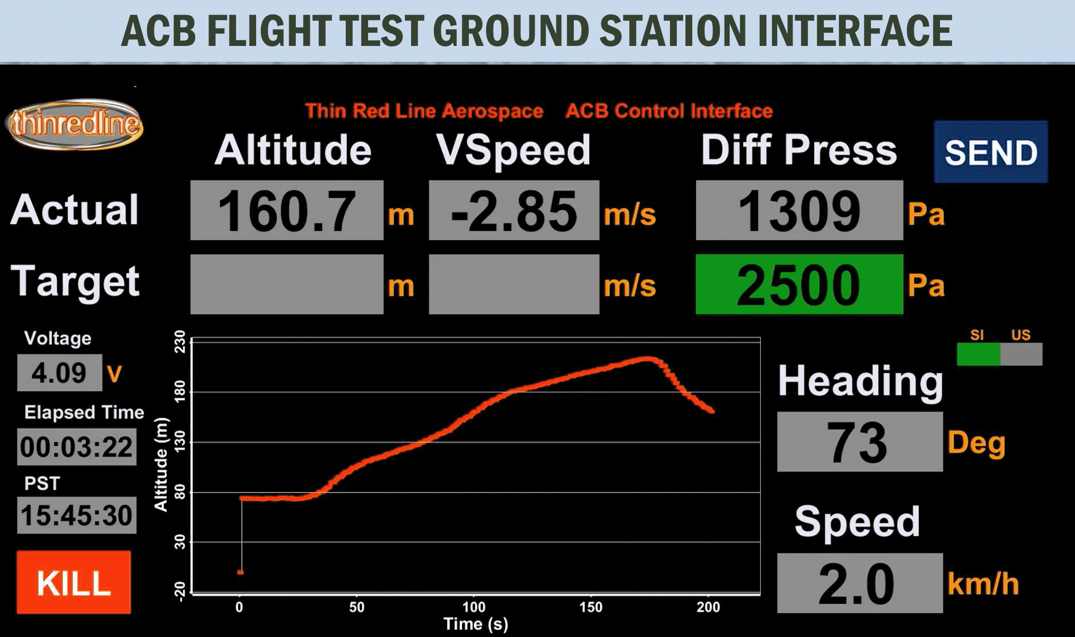 ACB FLIGHT TEST GROUND STATION INTERFACE
thinredline
Thin Red Line Aerospace ACB Control Interface
Altitude VSpeed Diff Press SEND
Actual 160.7 m -2.85 m/s 1309 Pa
Target m m/s 2500 Pa
SI US
Voltage
4.09 V
Elapsed Time
00:03:22
PST
15:45:30
KILL
Altitude (m)
230
180
130
80
30
-20
0 50 100 150 200
Time (s)
Heading
73 Deg
Speed
2.0 km/h